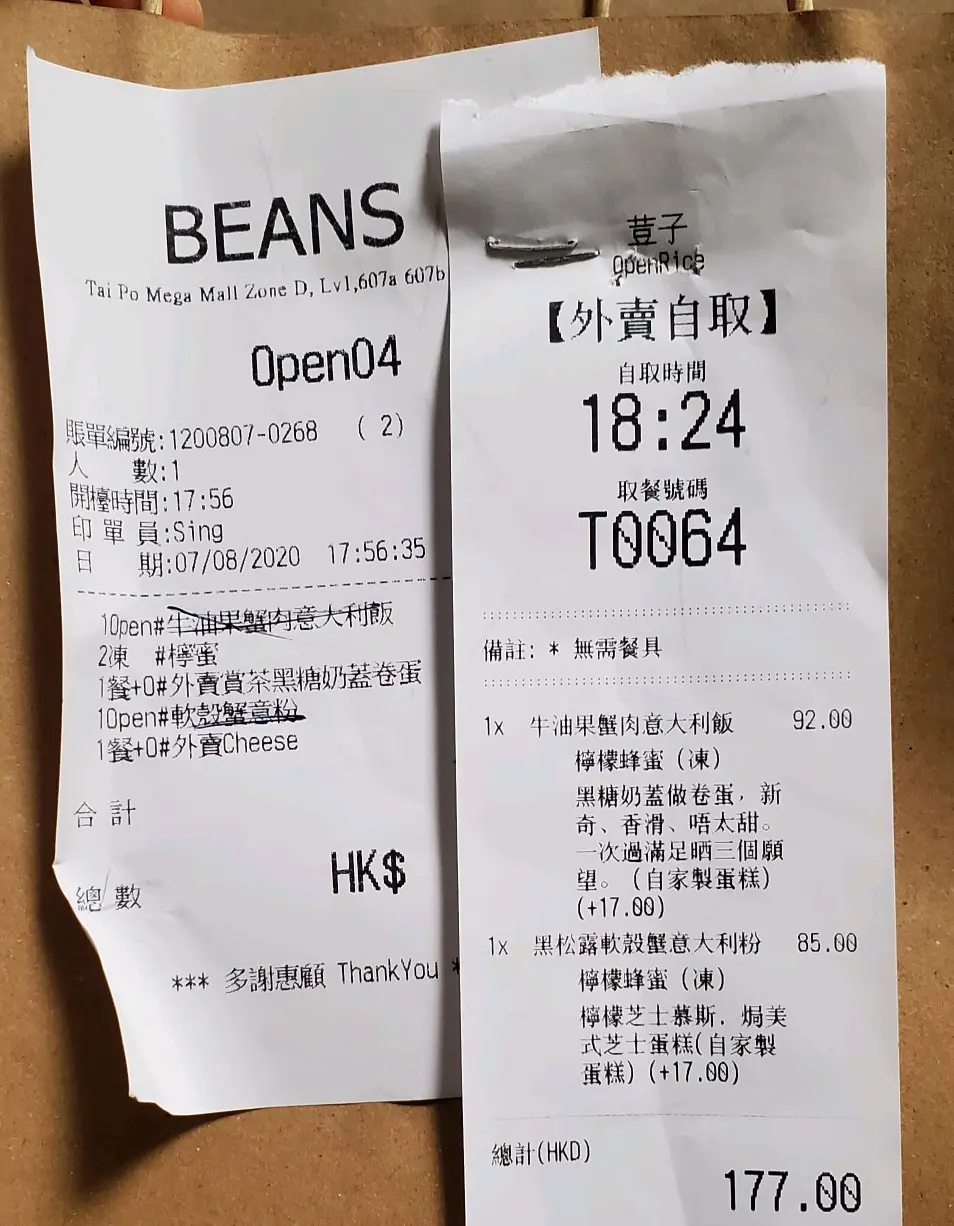 BEANS
Tai Po Mega Mall Zone D, Lv1,607a 607b
Open04
賬單編號:1200807-0268 ( 2)
人 數:1
開檯時間:17:56
印 單 員:Sing
日 期:07/08/2020 17:56:35
1Open#牛油果蟹肉意大利飯
2凍 #檸蜜
1餐+0#外賣賞茶黑糖奶蓋卷蛋
1Open#軟殼蟹意粉
1餐+0#外賣Cheese
合計
HK$
總數
*** 多謝惠顧 ThankYou *
荳子
OpenRice
【外賣自取】
自取時間
18:24
取餐號碼
T0064
備註: * 無需餐具
1x 牛油果蟹肉意大利飯 92.00
檸檬蜂蜜 (凍)
黑糖奶蓋做卷蛋, 新
奇、香滑、唔太甜。
一次過滿足晒三個願
望。 (自家製蛋糕)
(+17.00)
1x 黑松露軟殼蟹意大利粉 85.00
檸檬蜂蜜 (凍)
檸檬芝士慕斯. 焗美
式芝士蛋糕(自家製
蛋糕) (+17.00)
總計(HKD)
177.00